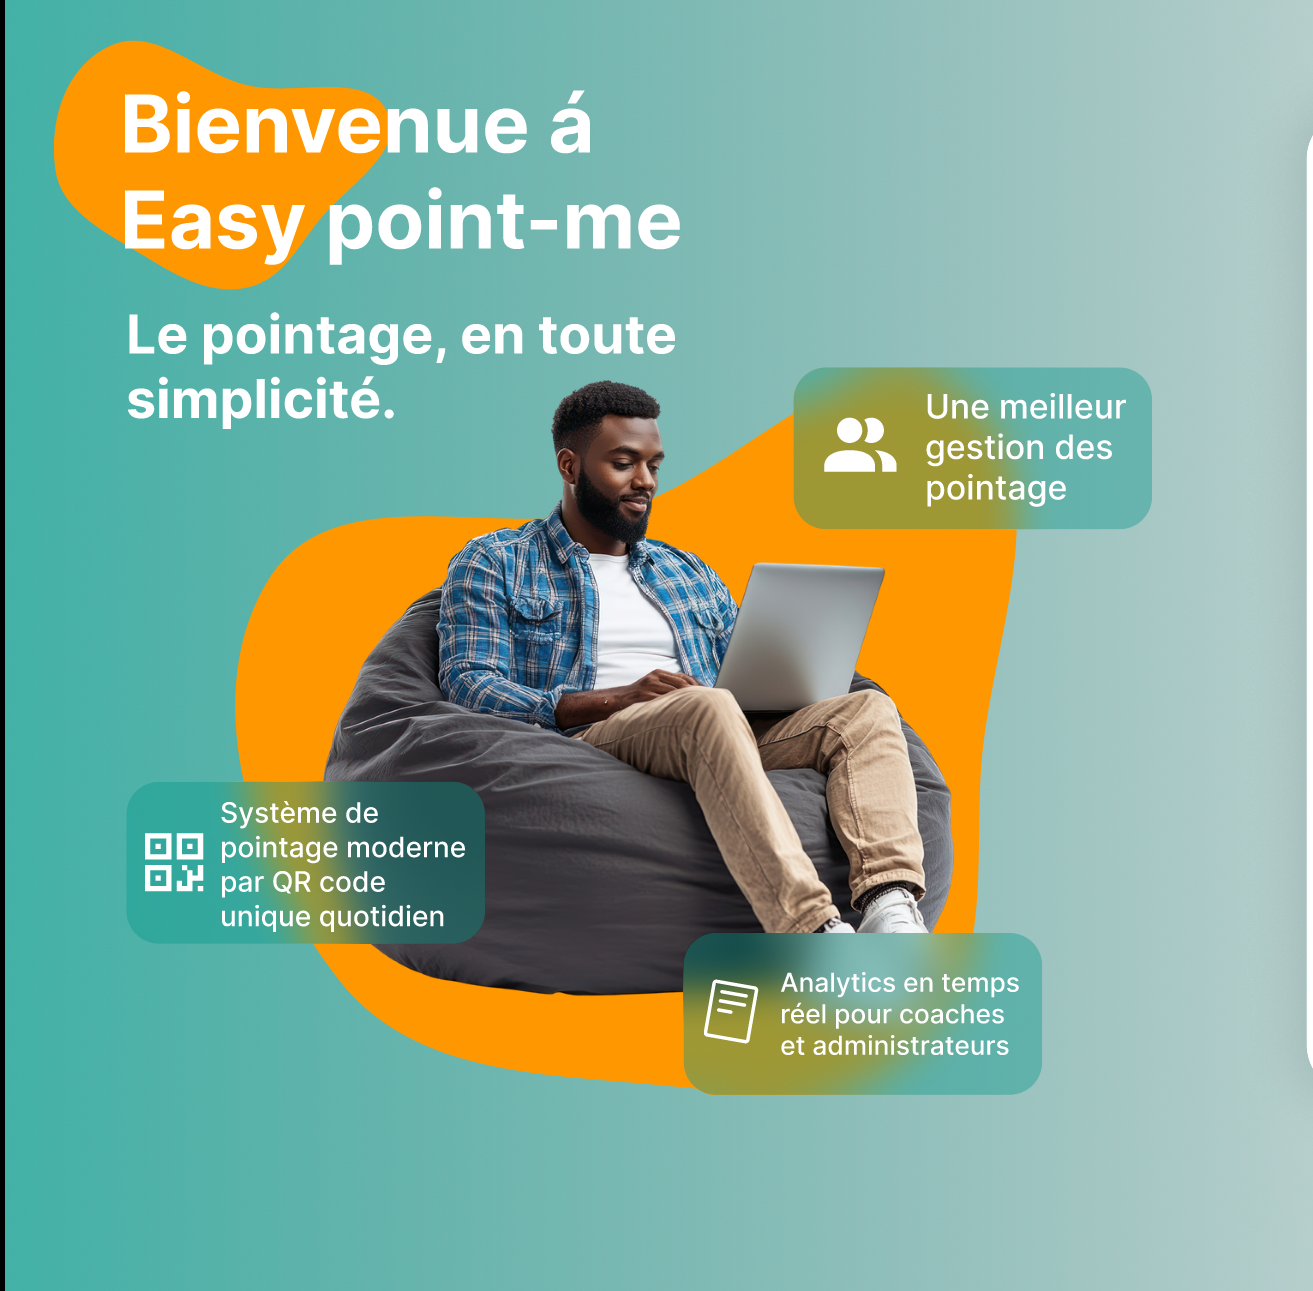 Bienvenue á
Easy point-me
Le pointage, en toute
simplicité.
Une meilleur
gestion des
pointage
Système de
pointage moderne
par QR code
unique quotidien
Analytics en temps
réel pour coaches
et administrateurs